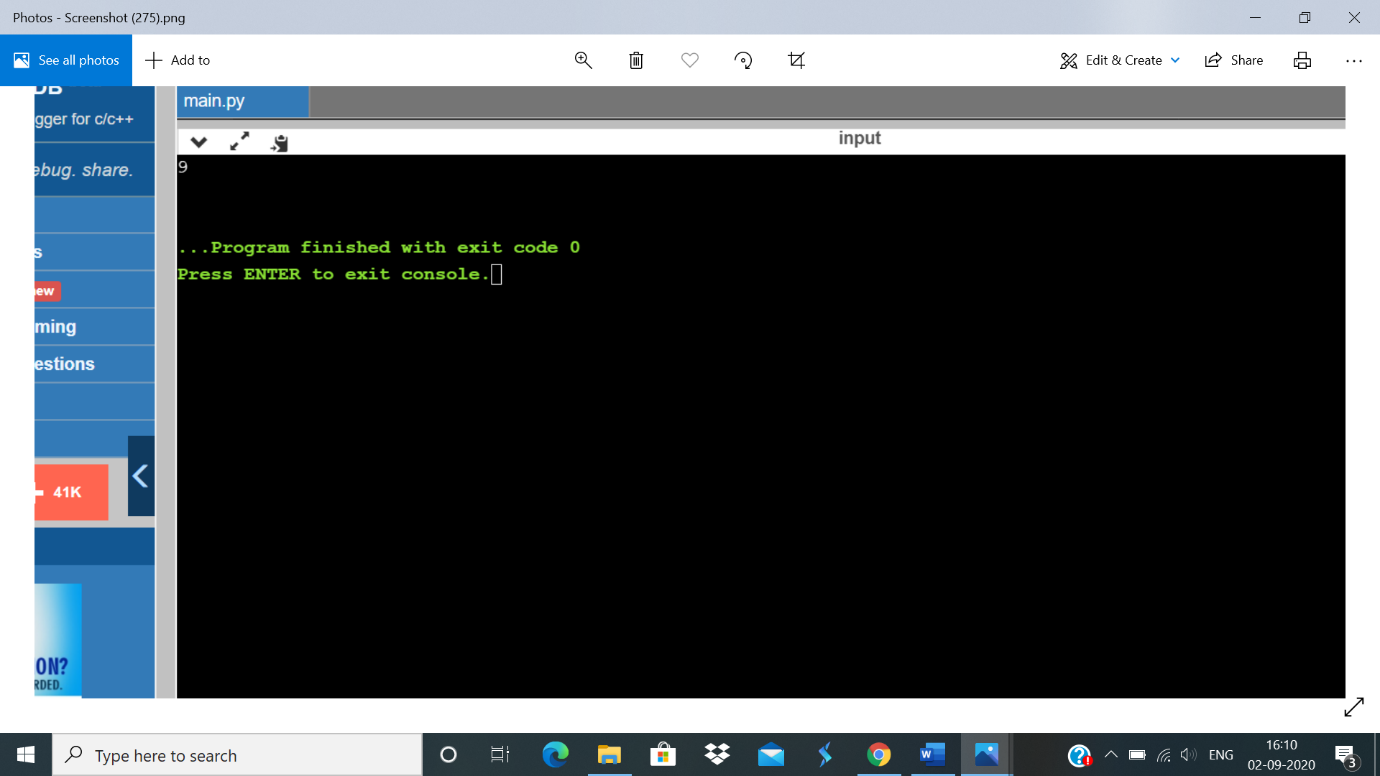 Photos - Screenshot (275).png
See all photos
Add to
Edit & Create
Share
DB
gger for c/c++
ebug. share.
s
ew
ming
estions
41K
ON?
RDED.
main.py
input
9
...Program finished with exit code 0
Press ENTER to exit console.
Type here to search
ENG
16:10
02-09-2020
3